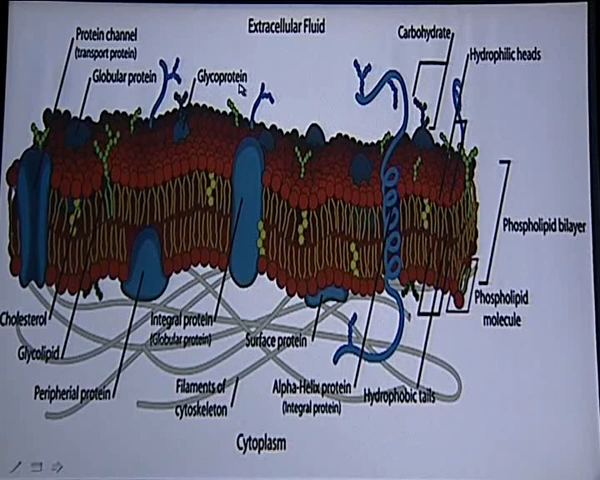 Extracellular Fluid
Protein channel
(transport protein)
Carbohydrate
Hydrophilic heads
Globular protein
Glycoprotein
Phospholipid bilayer
Phospholipid
molecule
Cholesterol
Integral protein
(Globular protein)
Surface protein
Glycolipid
Peripherial protein
Filaments of
cytoskeleton
Alpha-Helix protein
(Integral protein)
Hydrophobic tails
Cytoplasm